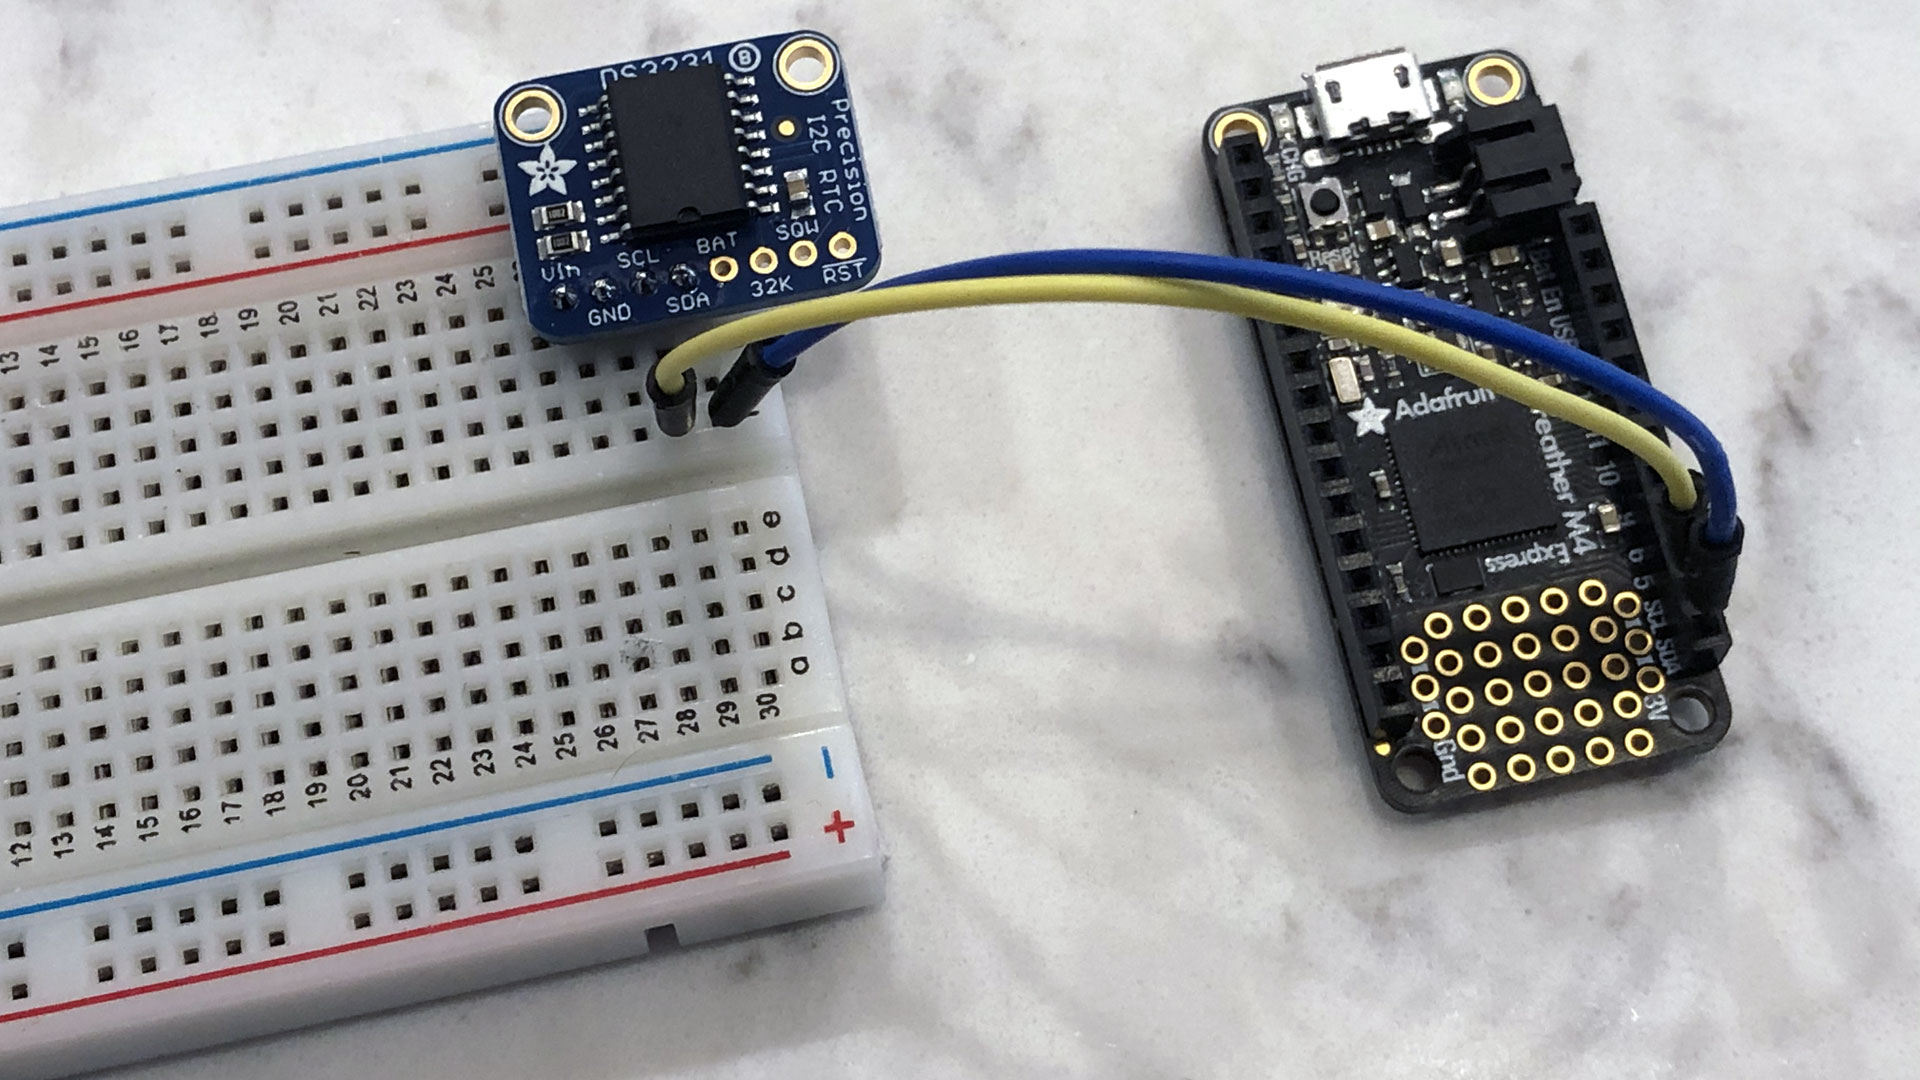 DS3231
B
Precision
I2C RTC
Vin
GND
SCL
SDA
BAT
32K
SQW
RST
13 14 15 16 17 18 19 20 21 22 23 24 25
e
d
c
b
a
12 13 14 15 16 17 18 19 20 21 22 23 24 25 26 27 28 29 30
−
+
CHG
Reset
Bat En USB
Adafruit
Feather M4
Express
11 10
9 5 SCL SDA
3V
Gnd